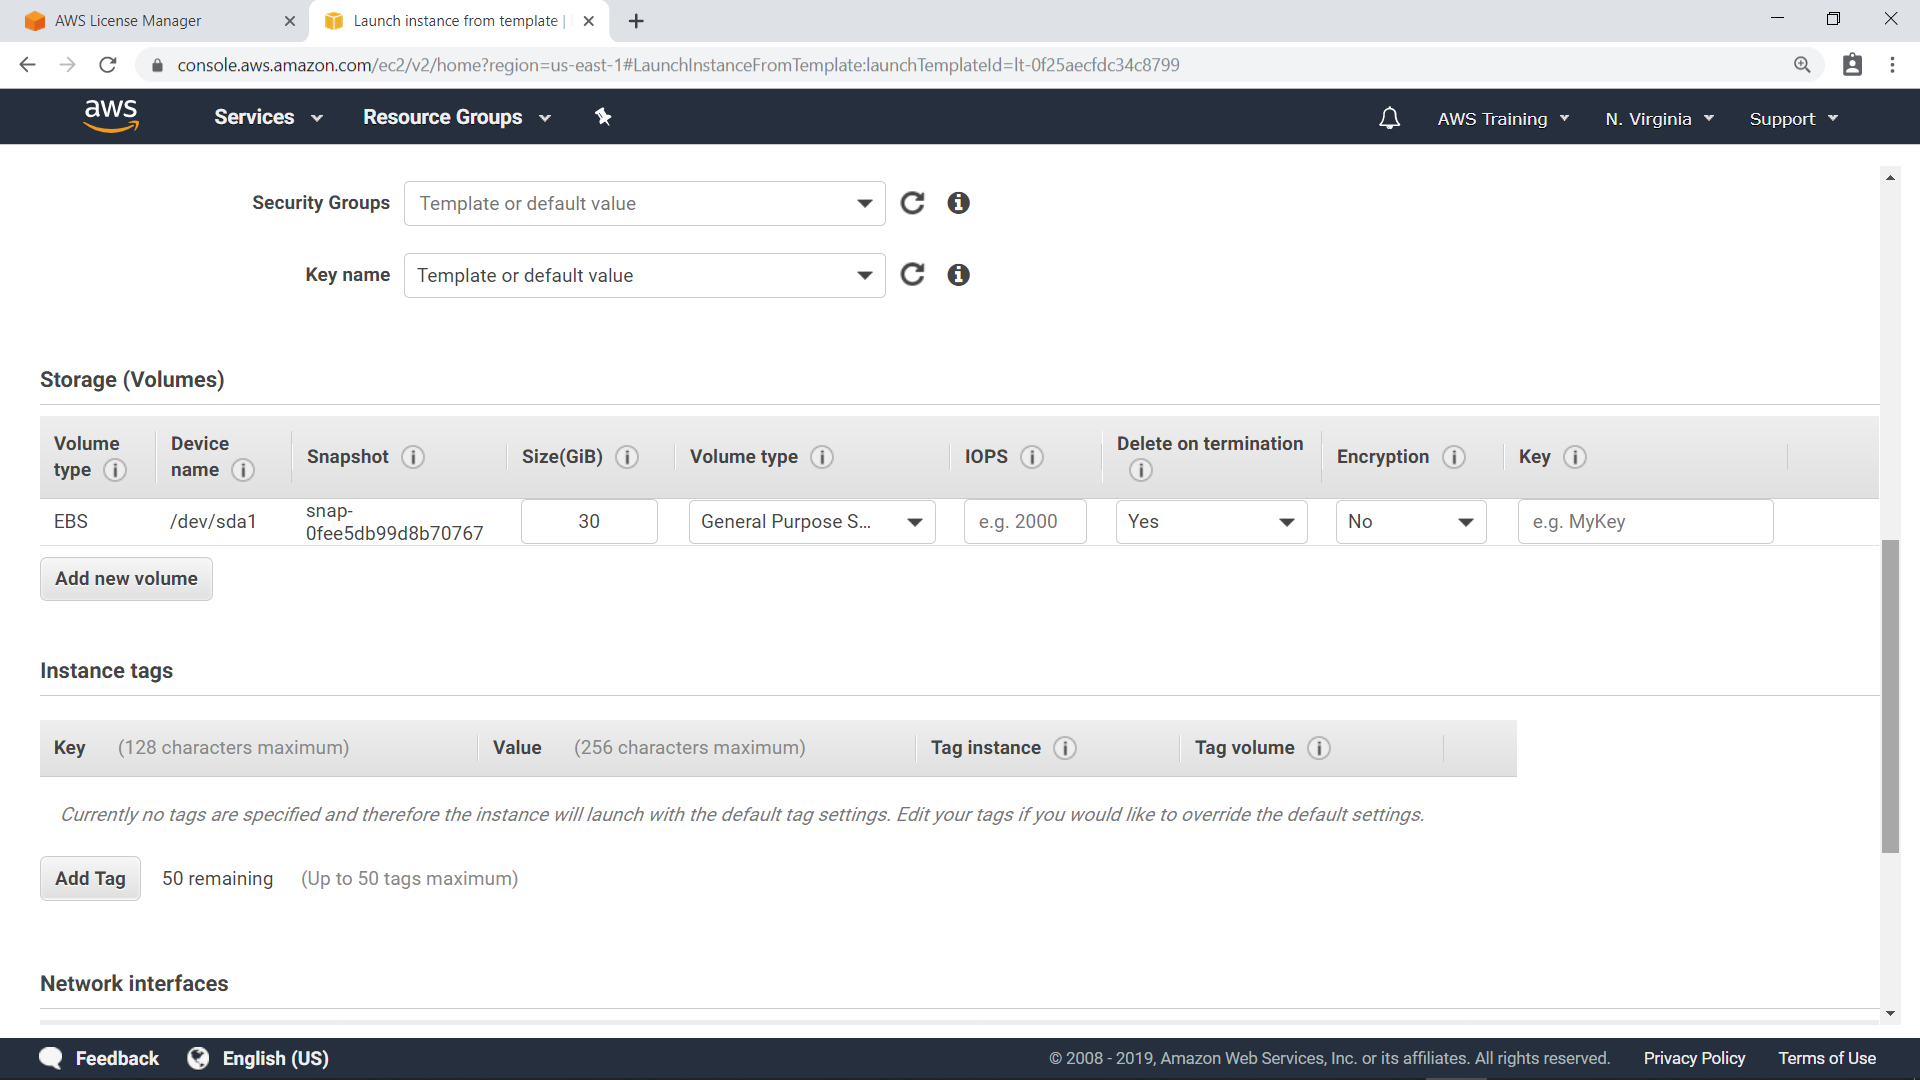 AWS License Manager
Launch instance from template |
console.aws.amazon.com/ec2/v2/home?region=us-east-1#LaunchInstanceFromTemplate:launchTemplateId=lt-0f25aecfdc34c8799
aws Services Resource Groups AWS Training N. Virginia Support
Security Groups Template or default value
Key name Template or default value
Storage (Volumes)
Volume type Device name Snapshot Size(GiB) Volume type IOPS Delete on termination Encryption Key
EBS /dev/sda1 snap-0fee5db99d8b70767 30 General Purpose S... e.g. 2000 Yes No e.g. MyKey
Add new volume
Instance tags
Key (128 characters maximum) Value (256 characters maximum) Tag instance Tag volume
Currently no tags are specified and therefore the instance will launch with the default tag settings. Edit your tags if you would like to override the default settings.
Add Tag 50 remaining (Up to 50 tags maximum)
Network interfaces
Feedback English (US) © 2008 - 2019, Amazon Web Services, Inc. or its affiliates. All rights reserved. Privacy Policy Terms of Use